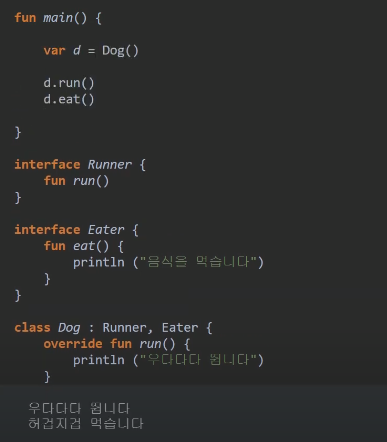 fun main() {
var d = Dog()
d.run()
d.eat()
}
interface Runner {
fun run()
}
interface Eater {
fun eat() {
println ("음식을 먹습니다")
}
}
class Dog : Runner, Eater {
override fun run() {
println ("우다다다 뜁니다")
}
우다다다 뜁니다
허겁지겁 먹습니다